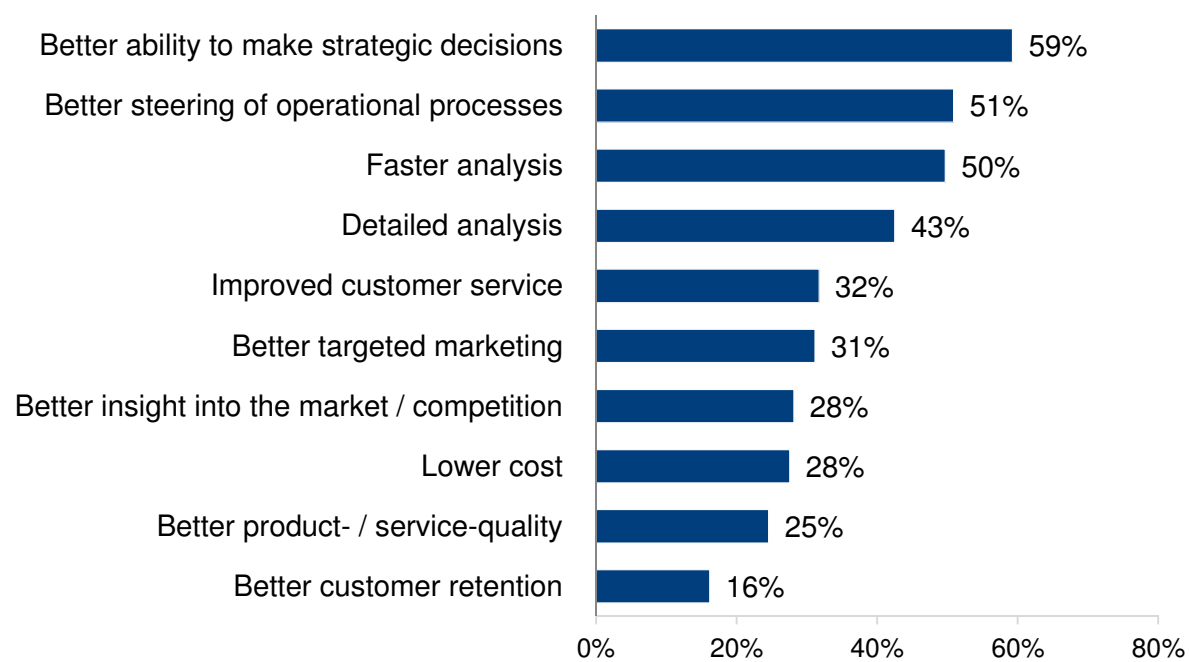 Better ability to make strategic decisions 59%
Better steering of operational processes 51%
Faster analysis 50%
Detailed analysis 43%
Improved customer service 32%
Better targeted marketing 31%
Better insight into the market / competition 28%
Lower cost 28%
Better product- / service-quality 25%
Better customer retention 16%
0% 20% 40% 60% 80%